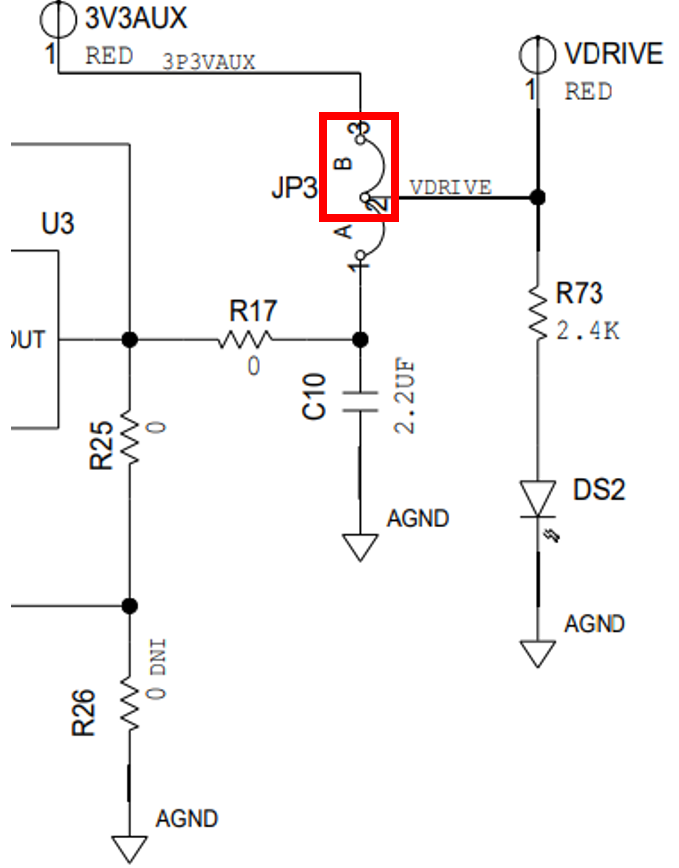 3V3AUX
1 RED
3P3VAUX
VDRIVE
1 RED
3
B
JP3
2
VDRIVE
A
1
U3
OUT
R17
0
R73
2.4K
C10
2.2UF
R25
0
AGND
DS2
AGND
R26
0 DNI
AGND